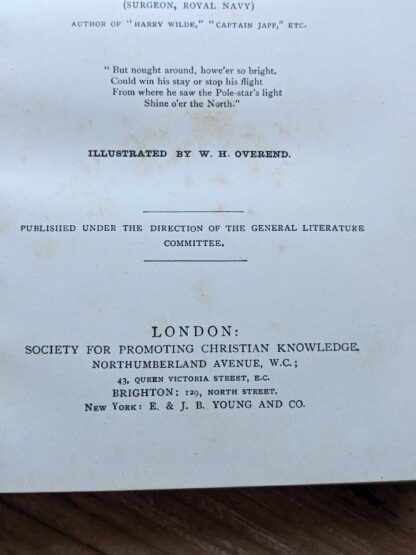 (SURGEON, ROYAL NAVY)
AUTHOR OF "HARRY WILDE," "CAPTAIN JAPP," ETC.
"But nought around, howe'er so bright,
Could win his stay or stop his flight
From where he saw the Pole-star's light
Shine o'er the North."
ILLUSTRATED BY W. H. OVEREND.
PUBLISHED UNDER THE DIRECTION OF THE GENERAL LITERATURE
COMMITTEE.
LONDON:
SOCIETY FOR PROMOTING CHRISTIAN KNOWLEDGE,
NORTHUMBERLAND AVENUE, W.C.;
43, QUEEN VICTORIA STREET, E.C.
BRIGHTON: 129, NORTH STREET.
NEW YORK: E. & J. B. YOUNG AND CO.